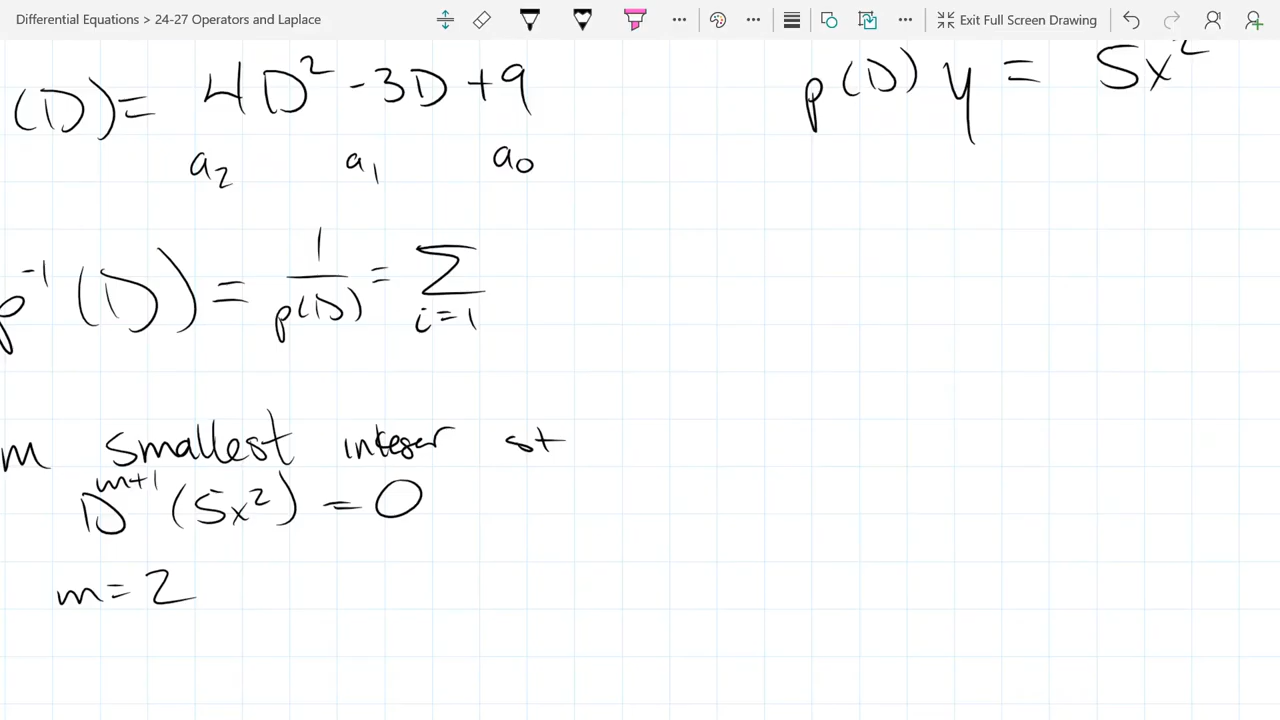 Differential Equations > 24-27 Operators and Laplace
Exit Full Screen Drawing
(D) = 4D² - 3D + 9
a₂ a₁ a₀
p(D) y = 5x²
p⁻¹(D) = 1/p(D) = Σ i=1
m smallest integer st
D^(m+1) (5x²) = 0
m = 2